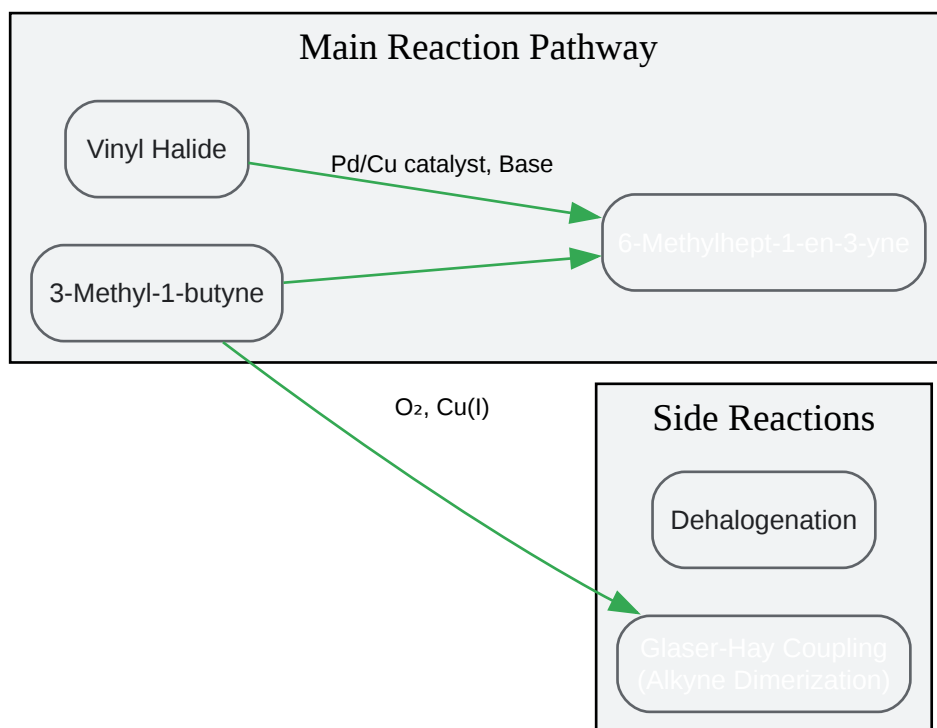 Main Reaction Pathway
Vinyl Halide
Pd/Cu catalyst, Base
6-Methylhept-1-en-3-yne
3-Methyl-1-butyne
O₂, Cu(I)
Side Reactions
Dehalogenation
Glaser-Hay Coupling
(Alkyne Dimerization)